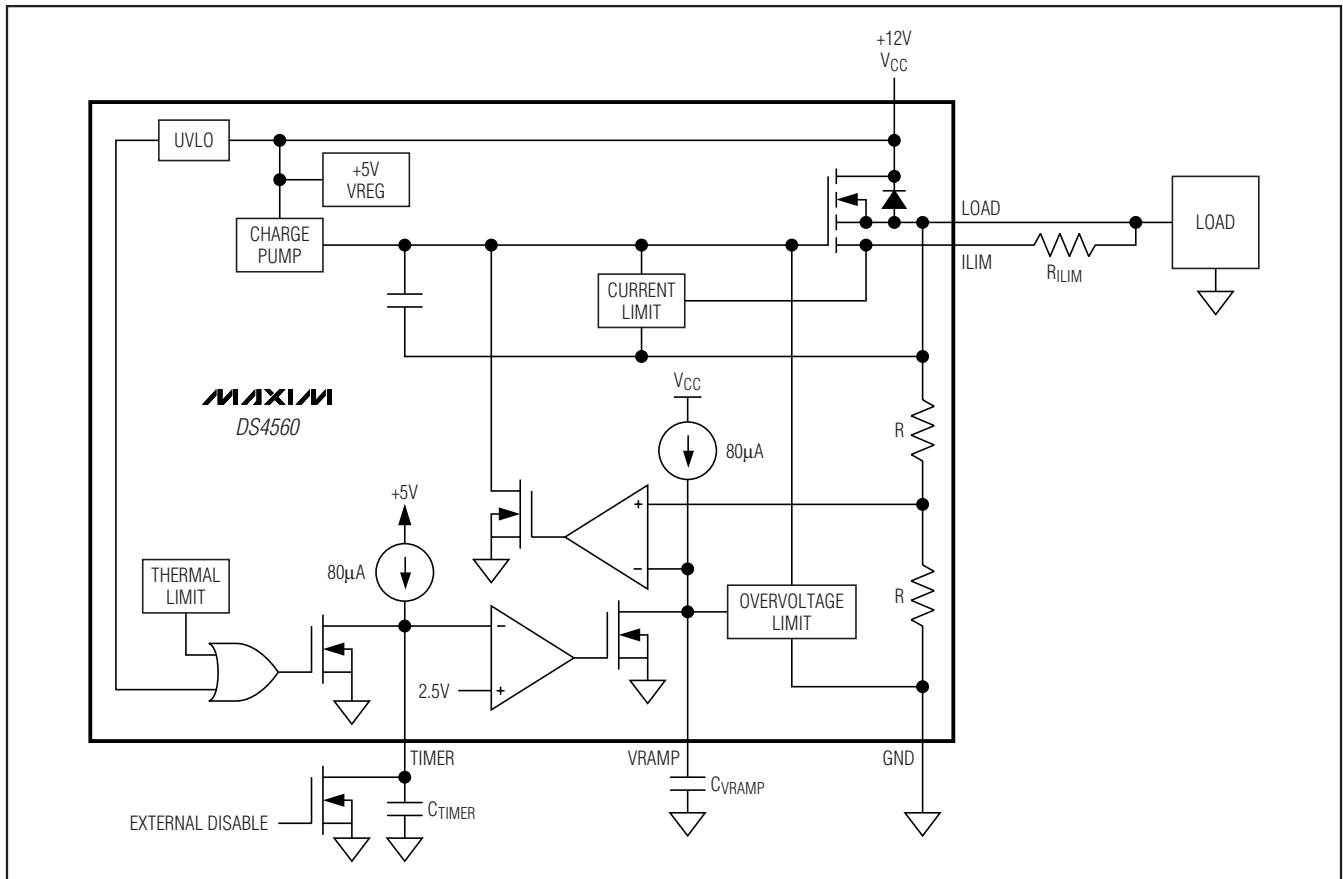 +12V
VCC
UVLO
+5V
VREG
CHARGE
PUMP
LOAD
LOAD
ILIM
RILIM
CURRENT
LIMIT
MAXIM
DS4560
VCC
80μA
R
+5V
+
80μA
−
THERMAL
LIMIT
OVERVOLTAGE
LIMIT
R
−
2.5V
+
TIMER
VRAMP
GND
CVRAMP
CTIMER
EXTERNAL DISABLE